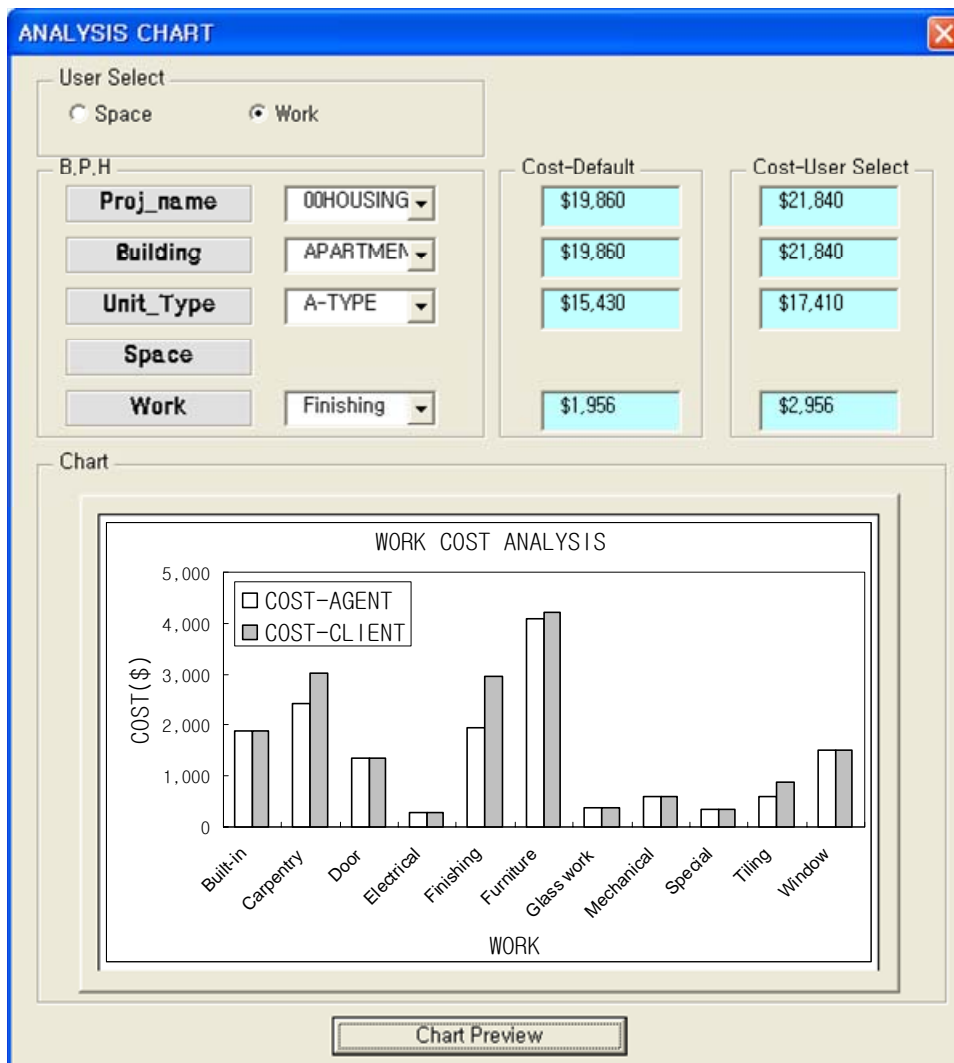 ANALYSIS CHART
User Select
Space
Work
B,P,H
Cost-Default
Cost-User Select
Proj_name
00HOUSING
$19,860
$21,840
Building
APARTMEN
$19,860
$21,840
Unit_Type
A-TYPE
$15,430
$17,410
Space
Work
Finishing
$1,956
$2,956
Chart
WORK COST ANALYSIS
COST($)
5,000
4,000
3,000
2,000
1,000
0
COST-AGENT
COST-CLIENT
Built-in
Carpentry
Door
Electrical
Finishing
Furniture
Glass work
Mechanical
Special
Tiling
Window
WORK
Chart Preview